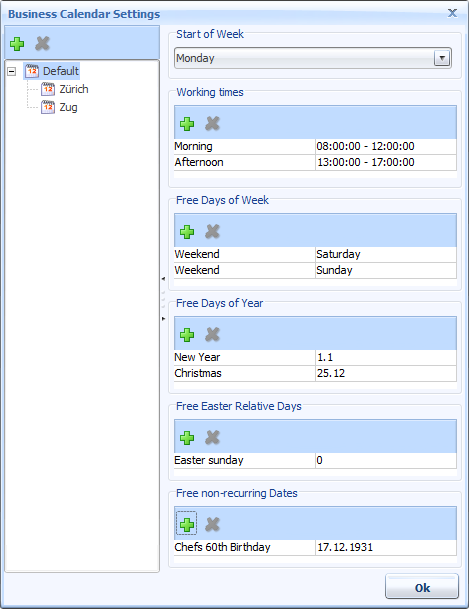 Business Calendar Settings
Default
Zürich
Zug
Start of Week
Monday
Working times
Morning 08:00:00 - 12:00:00
Afternoon 13:00:00 - 17:00:00
Free Days of Week
Weekend Saturday
Weekend Sunday
Free Days of Year
New Year 1.1
Christmas 25.12
Free Easter Relative Days
Easter sunday 0
Free non-recurring Dates
Chefs 60th Birthday 17.12.1931
Ok